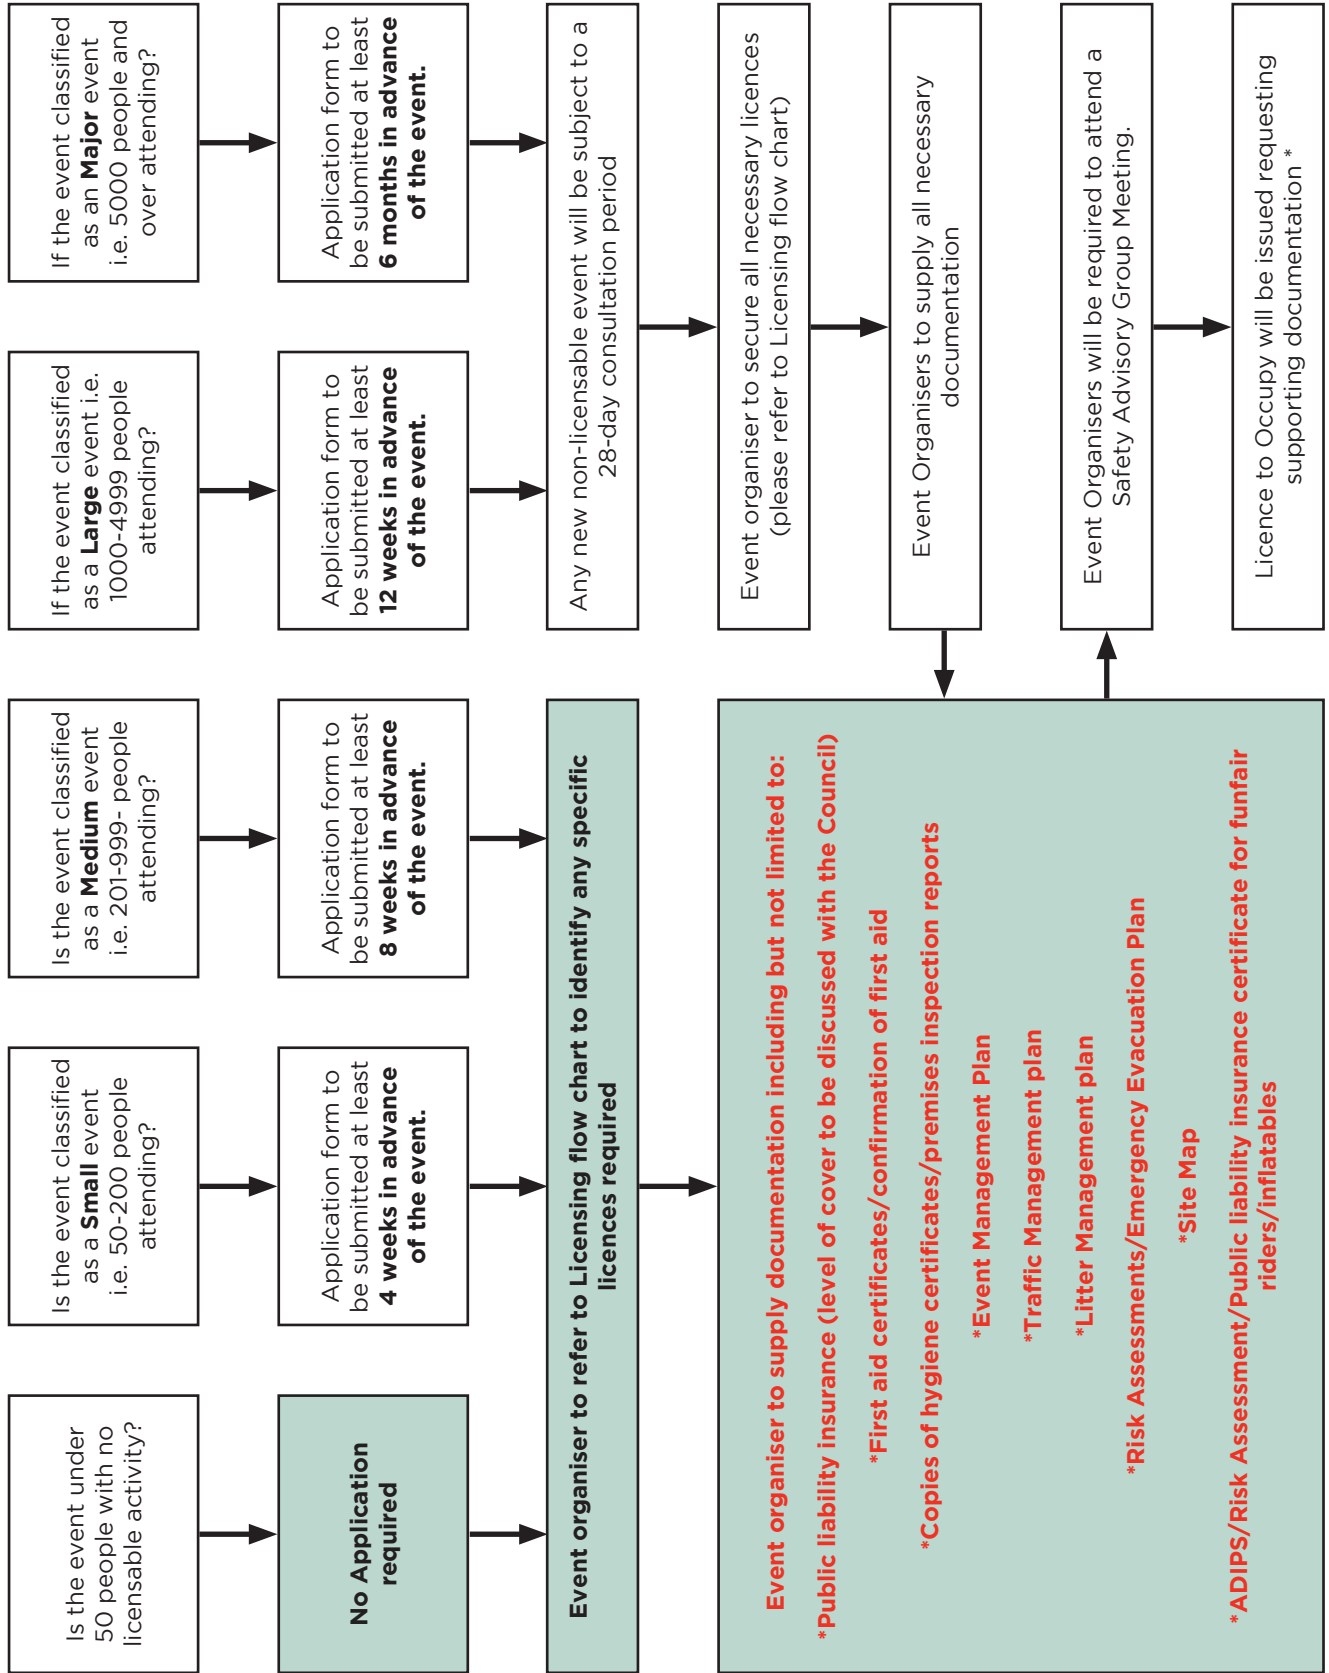 Is the event under
50 people with no
licensable activity?
Is the event classified
as a Small event
i.e. 50-200 people
attending?
Is the event classified
as a Medium event
i.e. 201-999- people
attending?
If the event classified
as a Large event i.e.
1000-4999 people
attending?
If the event classified
as an Major event
i.e. 5000 people and
over attending?
No Application
required
Application form to
be submitted at least
4 weeks in advance
of the event.
Application form to
be submitted at least
8 weeks in advance
of the event.
Application form to
be submitted at least
12 weeks in advance
of the event.
Application form to
be submitted at least
6 months in advance
of the event.
Event organiser to refer to Licensing flow chart to identify any specific
licences required
Any new non-licensable event will be subject to a
28-day consultation period
Event organiser to secure all necessary licences
(please refer to Licensing flow chart)
Event Organisers to supply all necessary
documentation
Event organiser to supply documentation including but not limited to:
*Public liability insurance (level of cover to be discussed with the Council)
*First aid certificates/confirmation of first aid
*Copies of hygiene certificates/premises inspection reports
*Event Management Plan
*Traffic Management plan
*Litter Management plan
*Risk Assessments/Emergency Evacuation Plan
*Site Map
*ADIPS/Risk Assessment/Public liability insurance certificate for funfair
riders/inflatables
Event Organisers will be required to attend a
Safety Advisory Group Meeting.
Licence to Occupy will be issued requesting
supporting documentation *